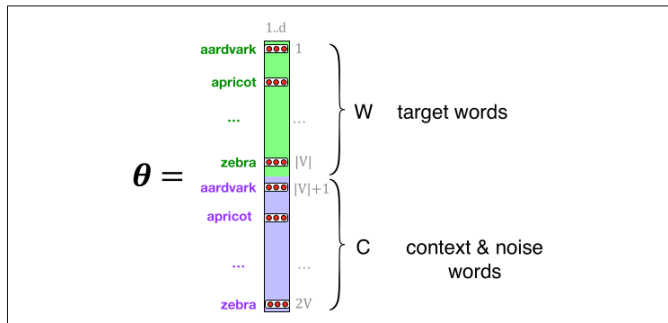 1..d
aardvark 1
apricot
... ...
zebra |V|
W target words
θ =
aardvark |V|+1
apricot
... ...
zebra 2V
C context & noise
words